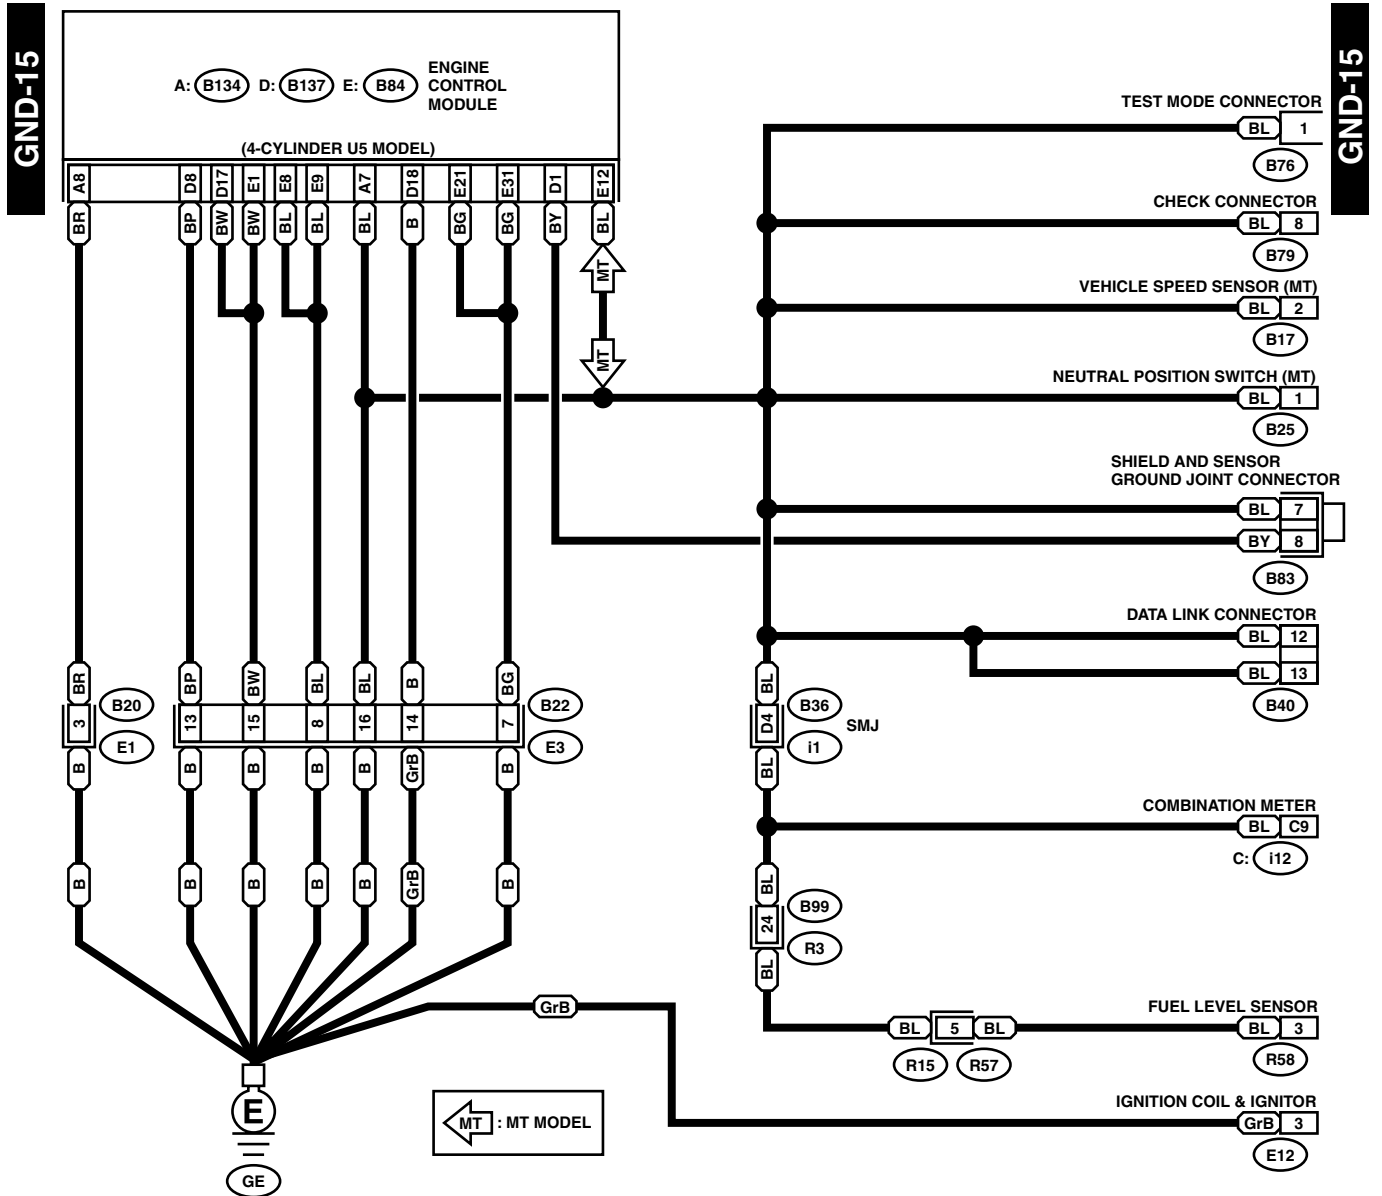 GND-15
GND-15
A: B134 D: B137 E: B84
ENGINE
CONTROL
MODULE
(4-CYLINDER U5 MODEL)
A8 D8 D17 E1 E8 E9 A7 D18 E21 E31 D1 E12
BR BP BW BW BL BL BL B BG BG BY BL
MT
MT
TEST MODE CONNECTOR
BL 1
B76
CHECK CONNECTOR
BL 8
B79
VEHICLE SPEED SENSOR (MT)
BL 2
B17
NEUTRAL POSITION SWITCH (MT)
BL 1
B25
SHIELD AND SENSOR
GROUND JOINT CONNECTOR
BL 7
BY 8
B83
DATA LINK CONNECTOR
BL 12
BL 13
B40
BR BP BW BL BL B BG BL
3 B20 13 15 8 16 14 7 B22 D4 B36 SMJ
E1 E3 i1
B B B B B GrB B BL
COMBINATION METER
BL C9
C: i12
B B B B B GrB B BL
24 B99
R3
BL
GrB
FUEL LEVEL SENSOR
BL 5 BL BL 3
R15 R57 R58
IGNITION COIL & IGNITOR
GrB 3
E12
E
GE
MT : MT MODEL